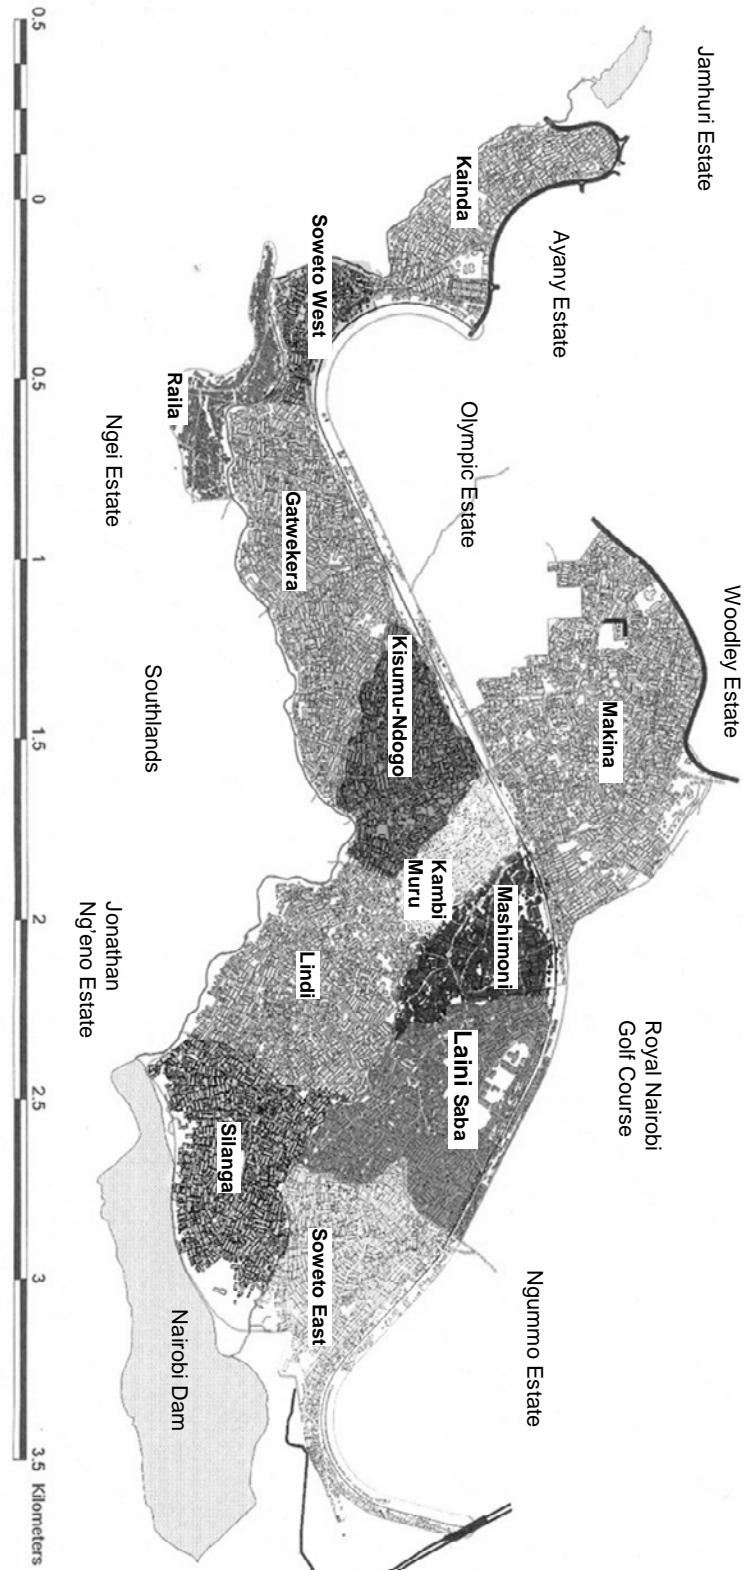 Jamhuri Estate
Ayany Estate
Woodley Estate
Olympic Estate
Royal Nairobi
Golf Course
Ngummo Estate
Kainda
Soweto West
Raila
Gatwekera
Kisumu-Ndogo
Makina
Kambi
Muru
Mashimoni
Lindi
Laini Saba
Silanga
Soweto East
Ngei Estate
Southlands
Jonathan
Ng'eno Estate
Nairobi Dam
0.5 0 0.5 1 1.5 2 2.5 3 3.5 Kilometers